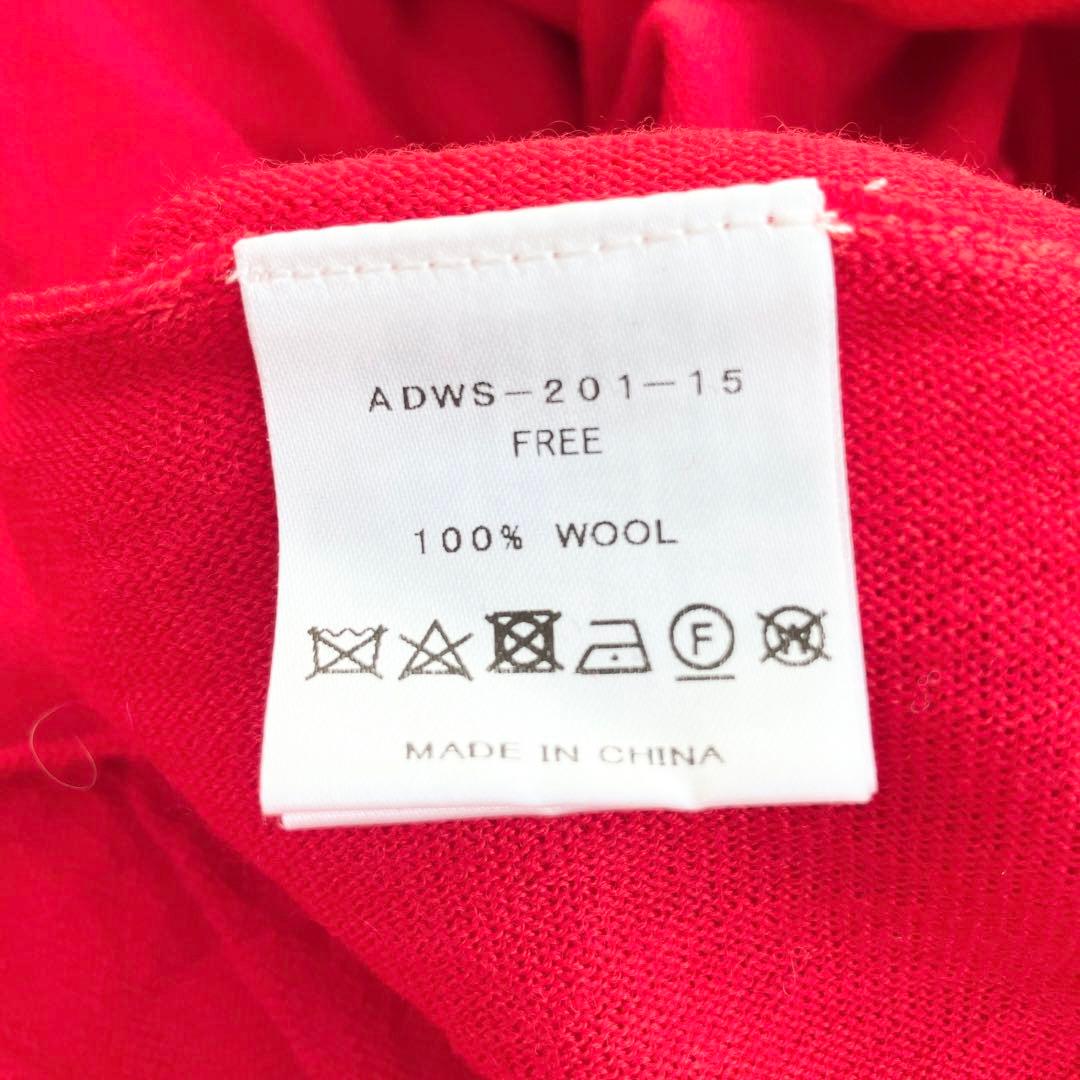 ADWS-201-15
FREE
100% WOOL
F W
MADE IN CHINA